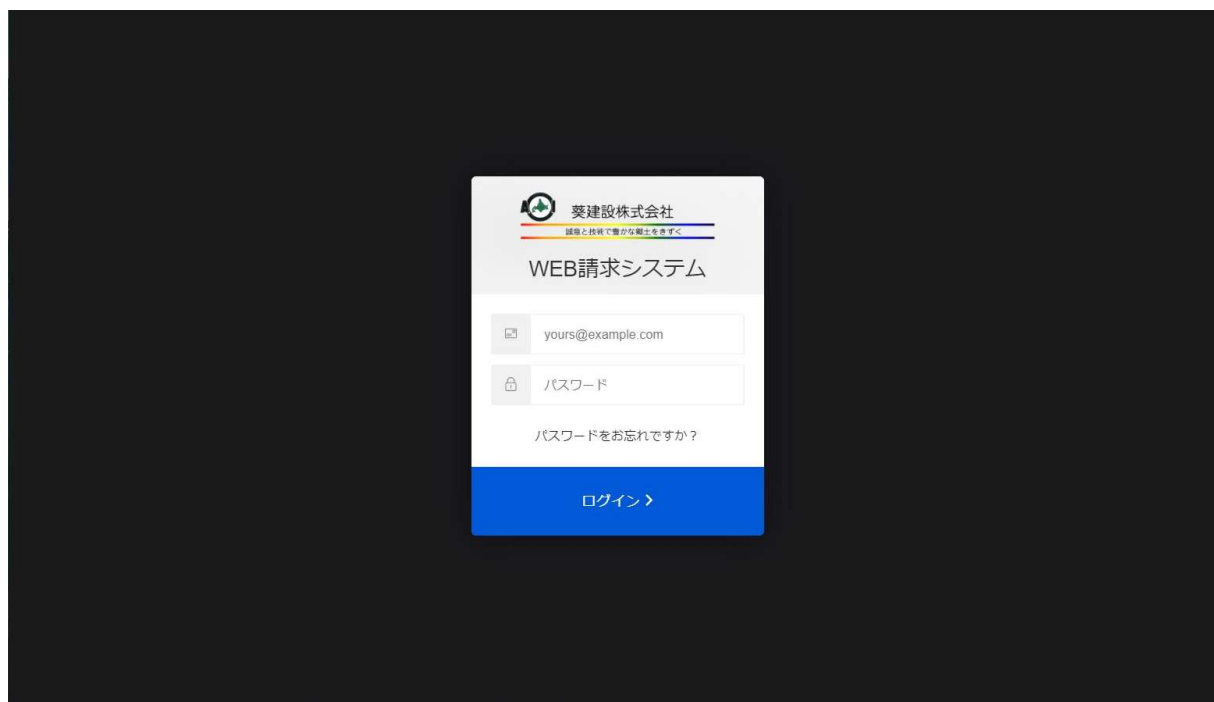 AOI
葵建設株式会社
誠意と技術で豊かな郷土をきずく
WEB請求システム
yours@example.com
パスワード
パスワードをお忘れですか？
ログイン